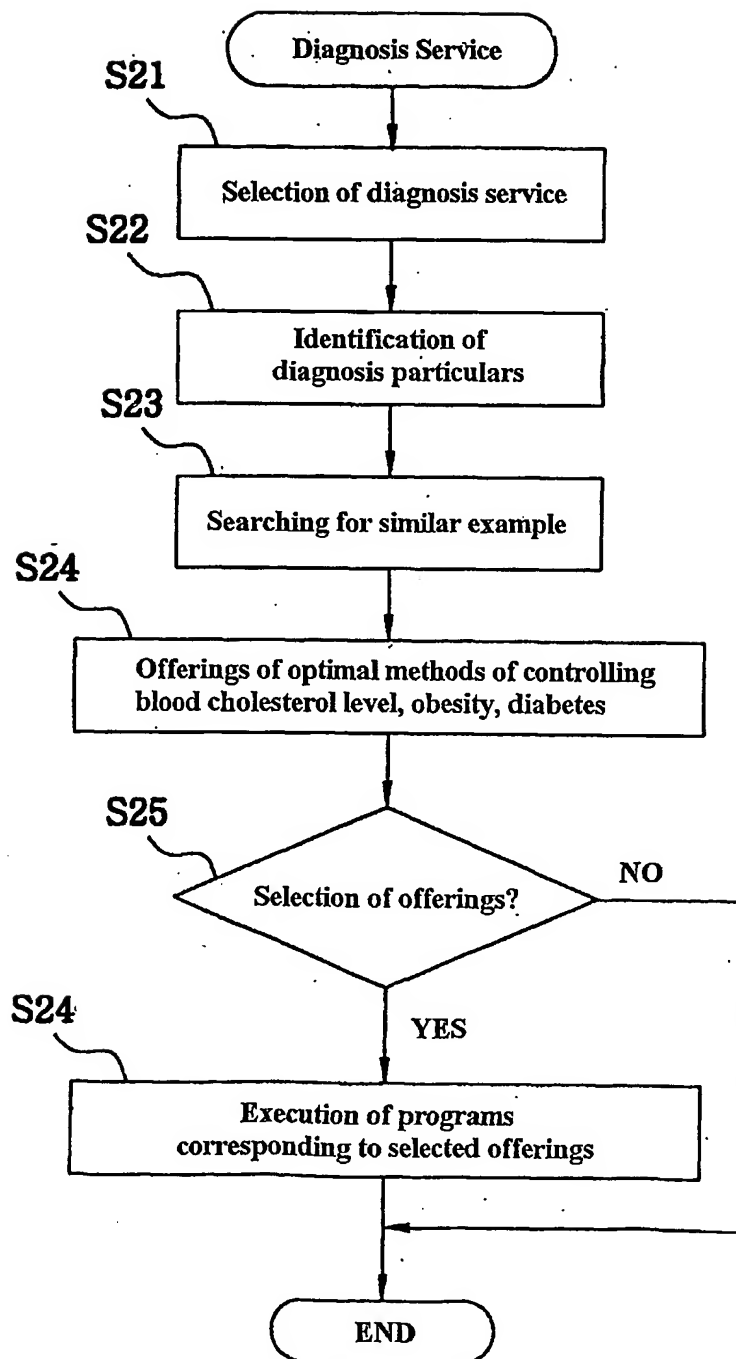 Diagnosis Service
S21
Selection of diagnosis service
S22
Identification of
diagnosis particulars
S23
Searching for similar example
S24
Offerings of optimal methods of controlling
blood cholesterol level, obesity, diabetes
S25
Selection of offerings?
NO
YES
S24
Execution of programs
corresponding to selected offerings
END